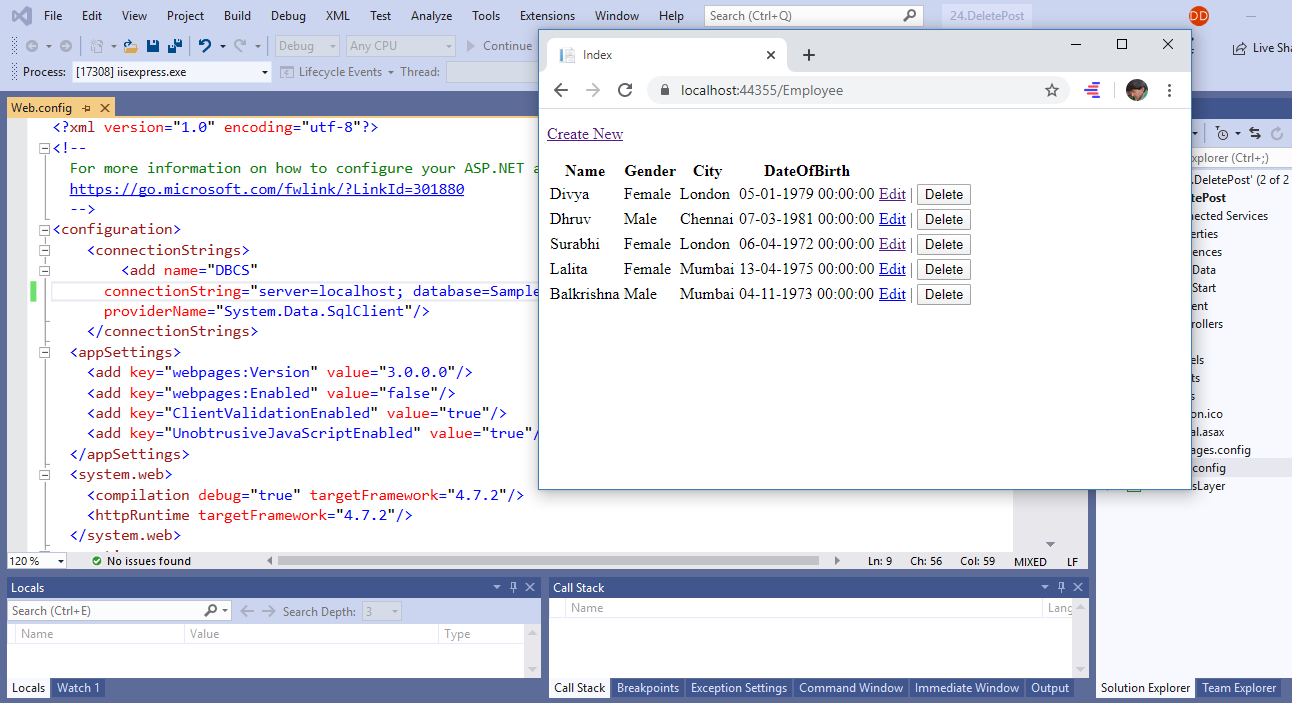 File Edit View Project Build Debug XML Test Analyze Tools Extensions Window Help Search (Ctrl+Q) 24.DeletePost DD
Debug Any CPU Continue Live Sha
Process: [17308] iisexpress.exe Lifecycle Events Thread:
Web.config
<?xml version="1.0" encoding="utf-8"?>
<!--
For more information on how to configure your ASP.NET a
https://go.microsoft.com/fwlink/?LinkId=301880
-->
<configuration>
<connectionStrings>
<add name="DBCS"
connectionString="server=localhost; database=Sample
providerName="System.Data.SqlClient"/>
</connectionStrings>
<appSettings>
<add key="webpages:Version" value="3.0.0.0"/>
<add key="webpages:Enabled" value="false"/>
<add key="ClientValidationEnabled" value="true"/>
<add key="UnobtrusiveJavaScriptEnabled" value="true"/
</appSettings>
<system.web>
<compilation debug="true" targetFramework="4.7.2"/>
<httpRuntime targetFramework="4.7.2"/>
</system.web>
120 % No issues found Ln: 9 Ch: 56 Col: 59 MIXED LF
Index
localhost:44355/Employee
Create New
Name Gender City DateOfBirth
Divya Female London 05-01-1979 00:00:00 Edit | Delete
Dhruv Male Chennai 07-03-1981 00:00:00 Edit | Delete
Surabhi Female London 06-04-1972 00:00:00 Edit | Delete
Lalita Female Mumbai 13-04-1975 00:00:00 Edit | Delete
Balkrishna Male Mumbai 04-11-1973 00:00:00 Edit | Delete
xplorer (Ctrl+;)
.DeletePost' (2 of 2
tePost
nected Services
erties
ences
Data
Start
ent
rollers
els
ts
s
on.ico
al.asax
ages.config
config
sLayer
Locals
Search (Ctrl+E) Search Depth: 3
Name Value Type
Locals Watch 1
Call Stack
Name Lang
Call Stack Breakpoints Exception Settings Command Window Immediate Window Output
Solution Explorer Team Explorer